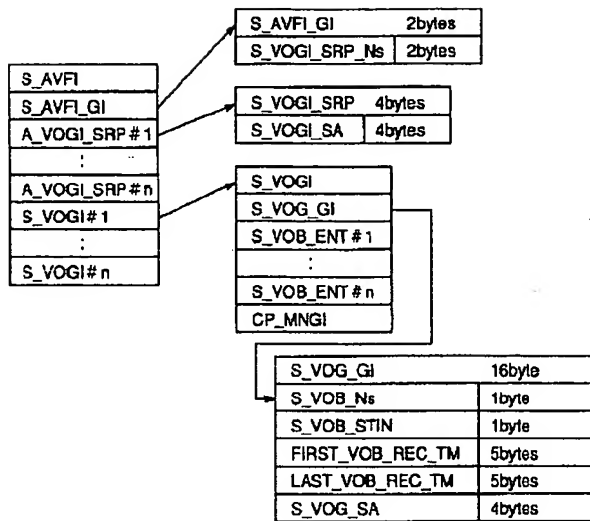 S_AVFI_GI 2bytes
S_VOGI_SRP_Ns 2bytes
S_AVFI
S_AVFI_GI
A_VOGI_SRP#1
:
A_VOGI_SRP#n
S_VOGI#1
:
S_VOGI#n
S_VOGI_SRP 4bytes
S_VOGI_SA 4bytes
S_VOGI
S_VOG_GI
S_VOB_ENT#1
:
S_VOB_ENT#n
CP_MNGI
S_VOG_GI 16byte
S_VOB_Ns 1byte
S_VOB_STIN 1byte
FIRST_VOB_REC_TM 5bytes
LAST_VOB_REC_TM 5bytes
S_VOG_SA 4bytes